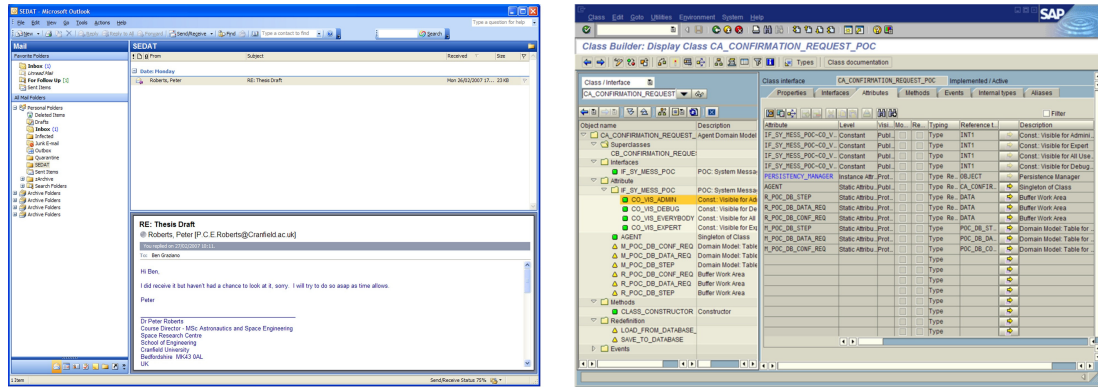 SEDAT - Microsoft Outlook
File Edit View Go Tools Actions Help
Type a question for help
New
Send/Receive
Find
Type a contact to find
Search
Mail
SEDAT
Favorite Folders
From
Subject
Received
Size
Inbox (1)
Unread Mail
For Follow Up [1]
Sent Items
Date: Monday
Roberts, Peter
RE: Thesis Draft
Mon 26/02/2007 17...
23 KB
All Mail Folders
Personal Folders
Deleted Items
Drafts
Inbox (1)
Infected
Junk E-mail
Outbox
Quarantine
SEDAT
Sent Items
zArchive
Search Folders
Archive Folders
Archive Folders
Archive Folders
Archive Folders
RE: Thesis Draft
Roberts, Peter [P.C.E.Roberts@Cranfield.ac.uk]
You replied on 27/02/2007 10:11.
To: Ben Graziano
Hi Ben,
I did receive it but haven't had a chance to look at it, sorry. I will try to do so asap as time allows.
Peter
Dr Peter Roberts
Course Director - MSc Astronautics and Space Engineering
Space Research Centre
School of Engineering
Cranfield University
Bedfordshire MK43 0AL
UK
1 Item
Send/Receive Status 75%
Class Edit Goto Utilities Environment System Help
SAP
Class Builder: Display Class CA_CONFIRMATION_REQUEST_POC
Types
Class documentation
Class / Interface
CA_CONFIRMATION_REQUEST
Class interface
CA_CONFIRMATION_REQUEST_POC
Implemented / Active
Properties Interfaces Attributes Methods Events Internal types Aliases
Filter
Object name
Description
CA_CONFIRMATION_REQUEST_ Agent Domain Model
Superclasses
CB_CONFIRMATION_REQUE
Interfaces
IF_SY_MESS_POC POC: System Messa
Attribute
IF_SY_MESS_POC POC: System Messa
CO_VIS_ADMIN Const.: Visible for Ad
CO_VIS_DEBUG Const.: Visible for De
CO_VIS_EVERYBODY Const.: Visible for All
CO_VIS_EXPERT Const.: Visible for Exp
AGENT Singleton of Class
M_POC_DB_CONF_REQ Domain Model: Table
M_POC_DB_DATA_REQ Domain Model: Table
M_POC_DB_STEP Domain Model: Table
R_POC_DB_CONF_REQ Buffer Work Area
R_POC_DB_DATA_REQ Buffer Work Area
R_POC_DB_STEP Buffer Work Area
Methods
CLASS_CONSTRUCTOR Constructor
Redefinition
LOAD_FROM_DATABASE_
SAVE_TO_DATABASE
Events
Attribute Level Visi.. Mo... Re... Typing Reference t... Description
IF_SY_MESS_POC~CO_V.. Constant Publ.. Type INT1 Const.: Visible for Admini..
IF_SY_MESS_POC~CO_V.. Constant Publ.. Type INT1 Const.: Visible for Expert
IF_SY_MESS_POC~CO_V.. Constant Publ.. Type INT1 Const.: Visible for All Use..
IF_SY_MESS_POC~CO_V.. Constant Publ.. Type INT1 Const.: Visible for Debug..
PERSISTENCY_MANAGER Instance Attr.. Prot.. Type Re.. OBJECT Persistence Manager
AGENT Static Attribu.. Publ.. Type Re.. CA_CONFIR.. Singleton of Class
R_POC_DB_STEP Static Attribu.. Prot.. Type Re.. DATA Buffer Work Area
R_POC_DB_DATA_REQ Static Attribu.. Prot.. Type Re.. DATA Buffer Work Area
R_POC_DB_CONF_REQ Static Attribu.. Prot.. Type Re.. DATA Buffer Work Area
M_POC_DB_STEP Static Attribu.. Prot.. Type POC_DB_ST.. Domain Model: Table for ..
M_POC_DB_DATA_REQ Static Attribu.. Prot.. Type POC_DB_DA.. Domain Model: Table for ..
M_POC_DB_CONF_REQ Static Attribu.. Prot.. Type POC_DB_CO.. Domain Model: Table for ..
Type
Type
Type
Type
Type
Type
Type
Type